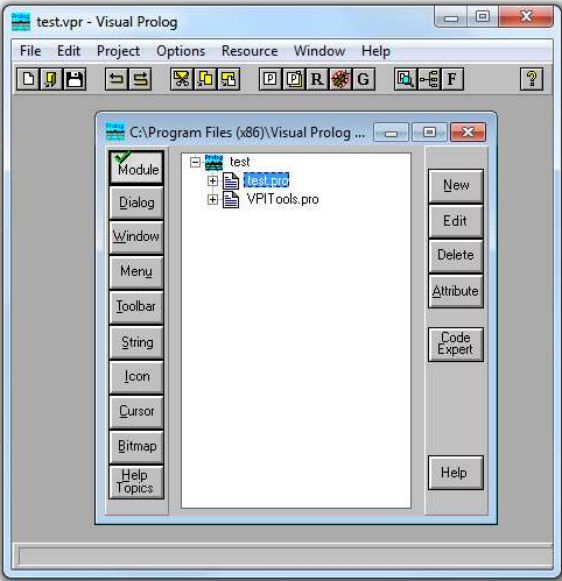 test.vpr - Visual Prolog
File Edit Project Options Resource Window Help
P P R G F ?
C:\Program Files (x86)\Visual Prolog ...
Module
Dialog
Window
Menu
Toolbar
String
Icon
Cursor
Bitmap
Help
Topics
test
test.pro
VPITools.pro
New
Edit
Delete
Attribute
Code
Expert
Help